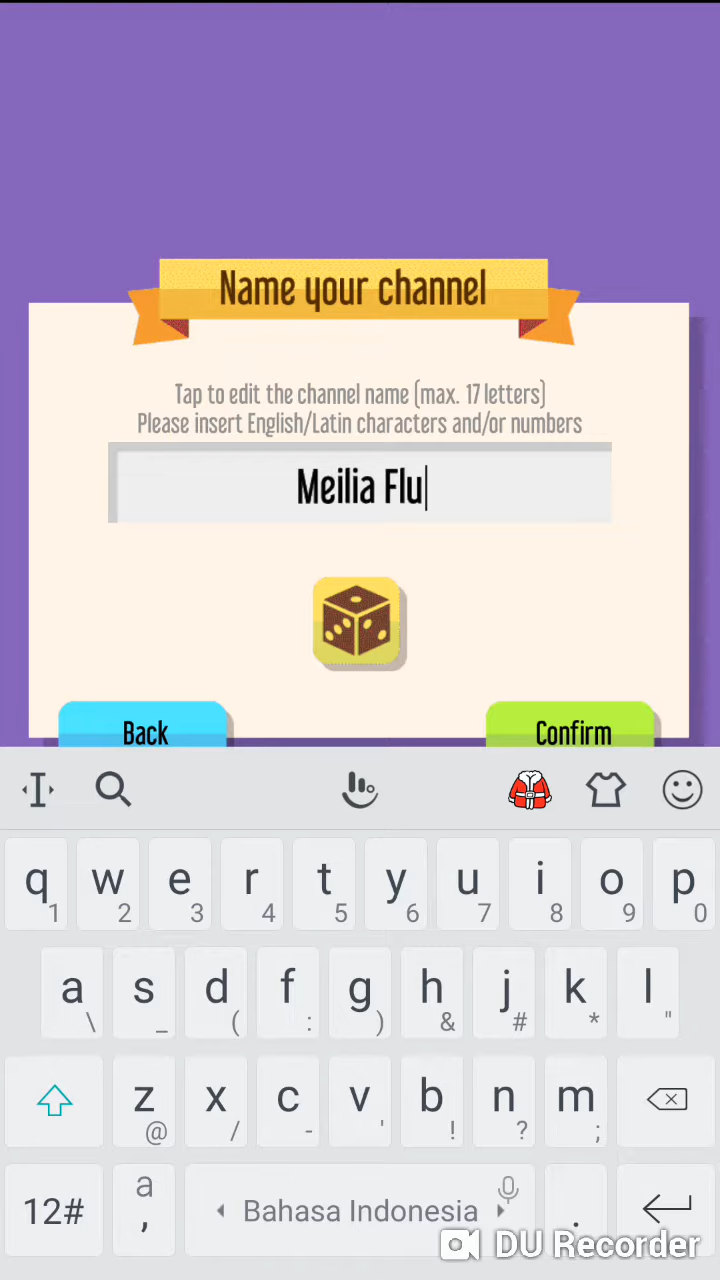 Name your channel
Tap to edit the channel name (max. 17 letters)
Please insert English/Latin characters and/or numbers
Meilia Flu
Back
Confirm
q w e r t y u i o p
1 2 3 4 5 6 7 8 9 0
a s d f g h j k l
\ _ ( : ) & # * "
z x c v b n m
@ / - ' ! ? ;
12# a , Bahasa Indonesia .
DU Recorder